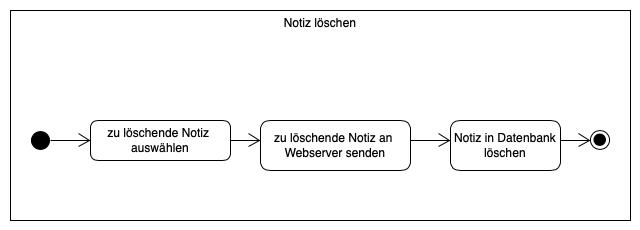 Notiz löschen
zu löschende Notiz
auswählen
zu löschende Notiz an
Webserver senden
Notiz in Datenbank
löschen